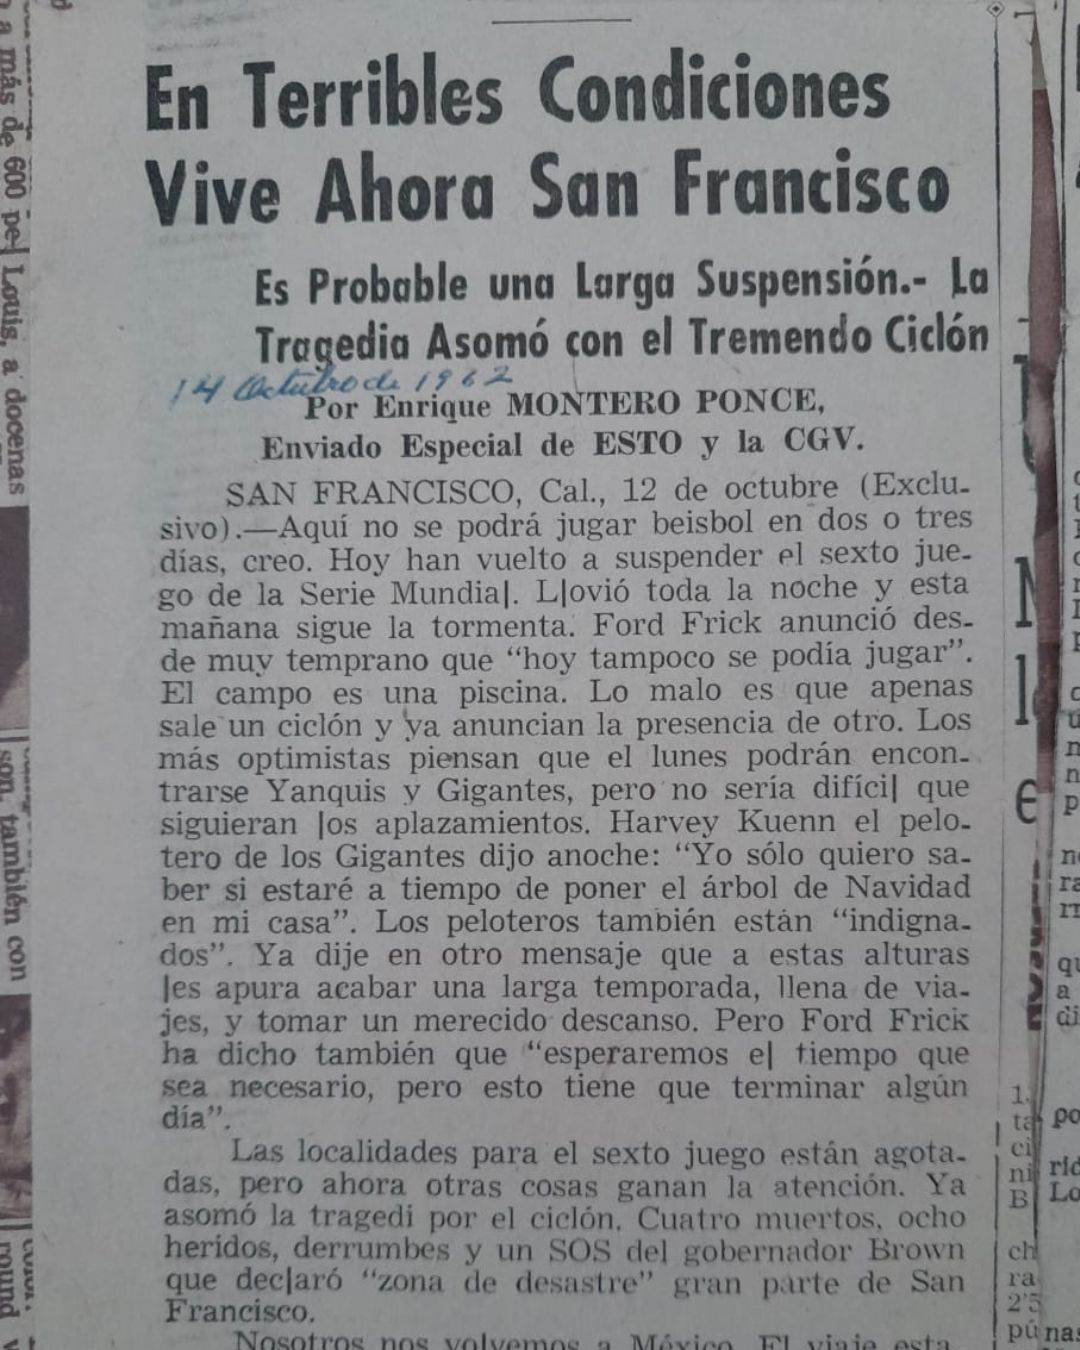 En Terribles Condiciones
Vive Ahora San Francisco
Es Probable una Larga Suspensión.- La
Tragedia Asomó con el Tremendo Ciclón
14 Octubre de 1962
Por Enrique MONTERO PONCE,
Enviado Especial de ESTO y la CGV.
SAN FRANCISCO, Cal., 12 de octubre (Exclu-
sivo).—Aquí no se podrá jugar beisbol en dos o tres
días, creo. Hoy han vuelto a suspender el sexto jue-
go de la Serie Mundial. Llovió toda la noche y esta
mañana sigue la tormenta. Ford Frick anunció des-
de muy temprano que “hoy tampoco se podía jugar”.
El campo es una piscina. Lo malo es que apenas
sale un ciclón y ya anuncian la presencia de otro. Los
más optimistas piensan que el lunes podrán encon-
trarse Yanquis y Gigantes, pero no sería difícil que
siguieran los aplazamientos. Harvey Kuenn el pelo-
tero de los Gigantes dijo anoche: “Yo sólo quiero sa-
ber si estaré a tiempo de poner el árbol de Navidad
en mi casa”. Los peloteros también están “indigna-
dos”. Ya dije en otro mensaje que a estas alturas
les apura acabar una larga temporada, llena de via-
jes, y tomar un merecido descanso. Pero Ford Frick
ha dicho también que “esperaremos el tiempo que
sea necesario, pero esto tiene que terminar algún
día”.
Las localidades para el sexto juego están agota-
das, pero ahora otras cosas ganan la atención. Ya
asomó la tragedi por el ciclón. Cuatro muertos, ocho
heridos, derrumbes y un SOS del gobernador Brown
que declaró “zona de desastre” gran parte de San
Francisco.
Nosotros nos volvemos a México. El viaje esta
a más de 600 pe-
Louis, a docenas
son también con
round